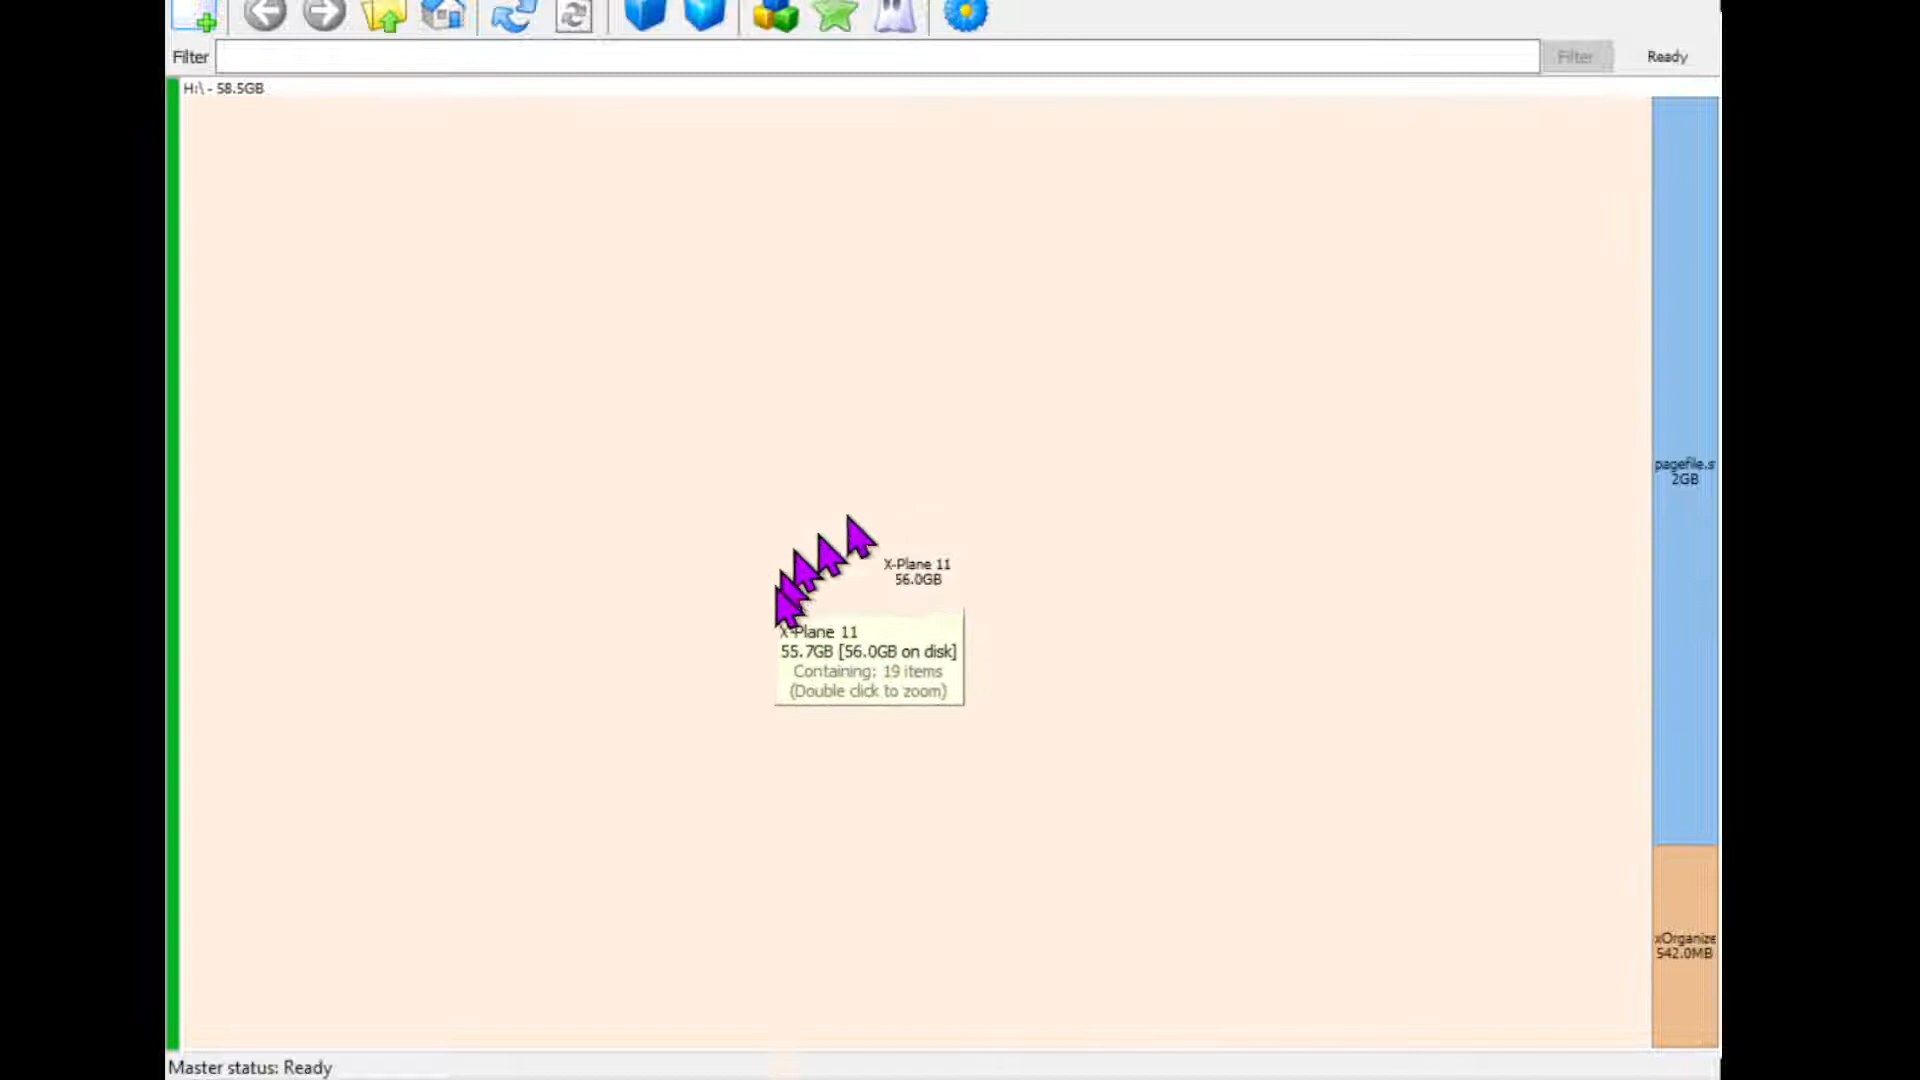 Filter
Filter
Ready
H:\ - 58.5GB
pagefile.s
2GB
X-Plane 11
56.0GB
X-Plane 11
55.7GB [56.0GB on disk]
Containing: 19 items
(Double click to zoom)
xOrganize
542.0MB
Master status: Ready